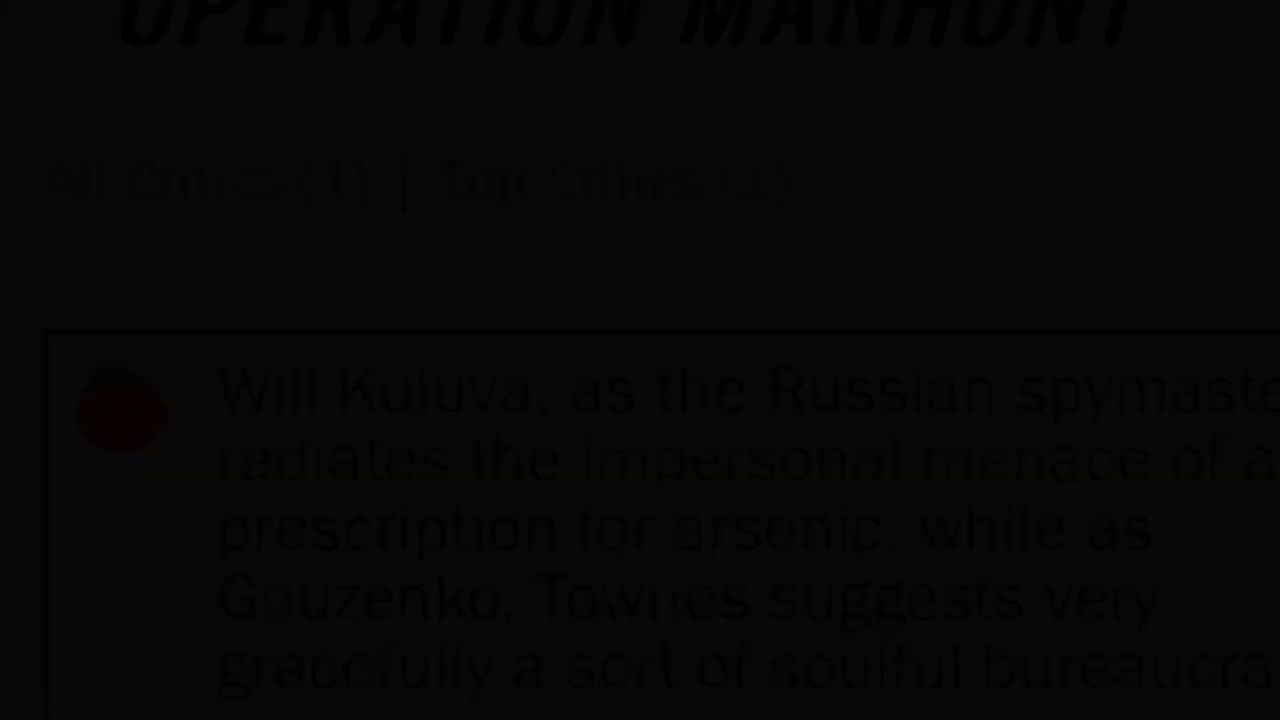 OPERATION MANHUNT
All Critics (1) | Top Critics (1)
Will Kuluva, as the Russian spymaste
radiates the impersonal menace of a
prescription for arsenic, while as
Gouzenko, Townes suggests very
gracefully a sort of soulful bureaucra